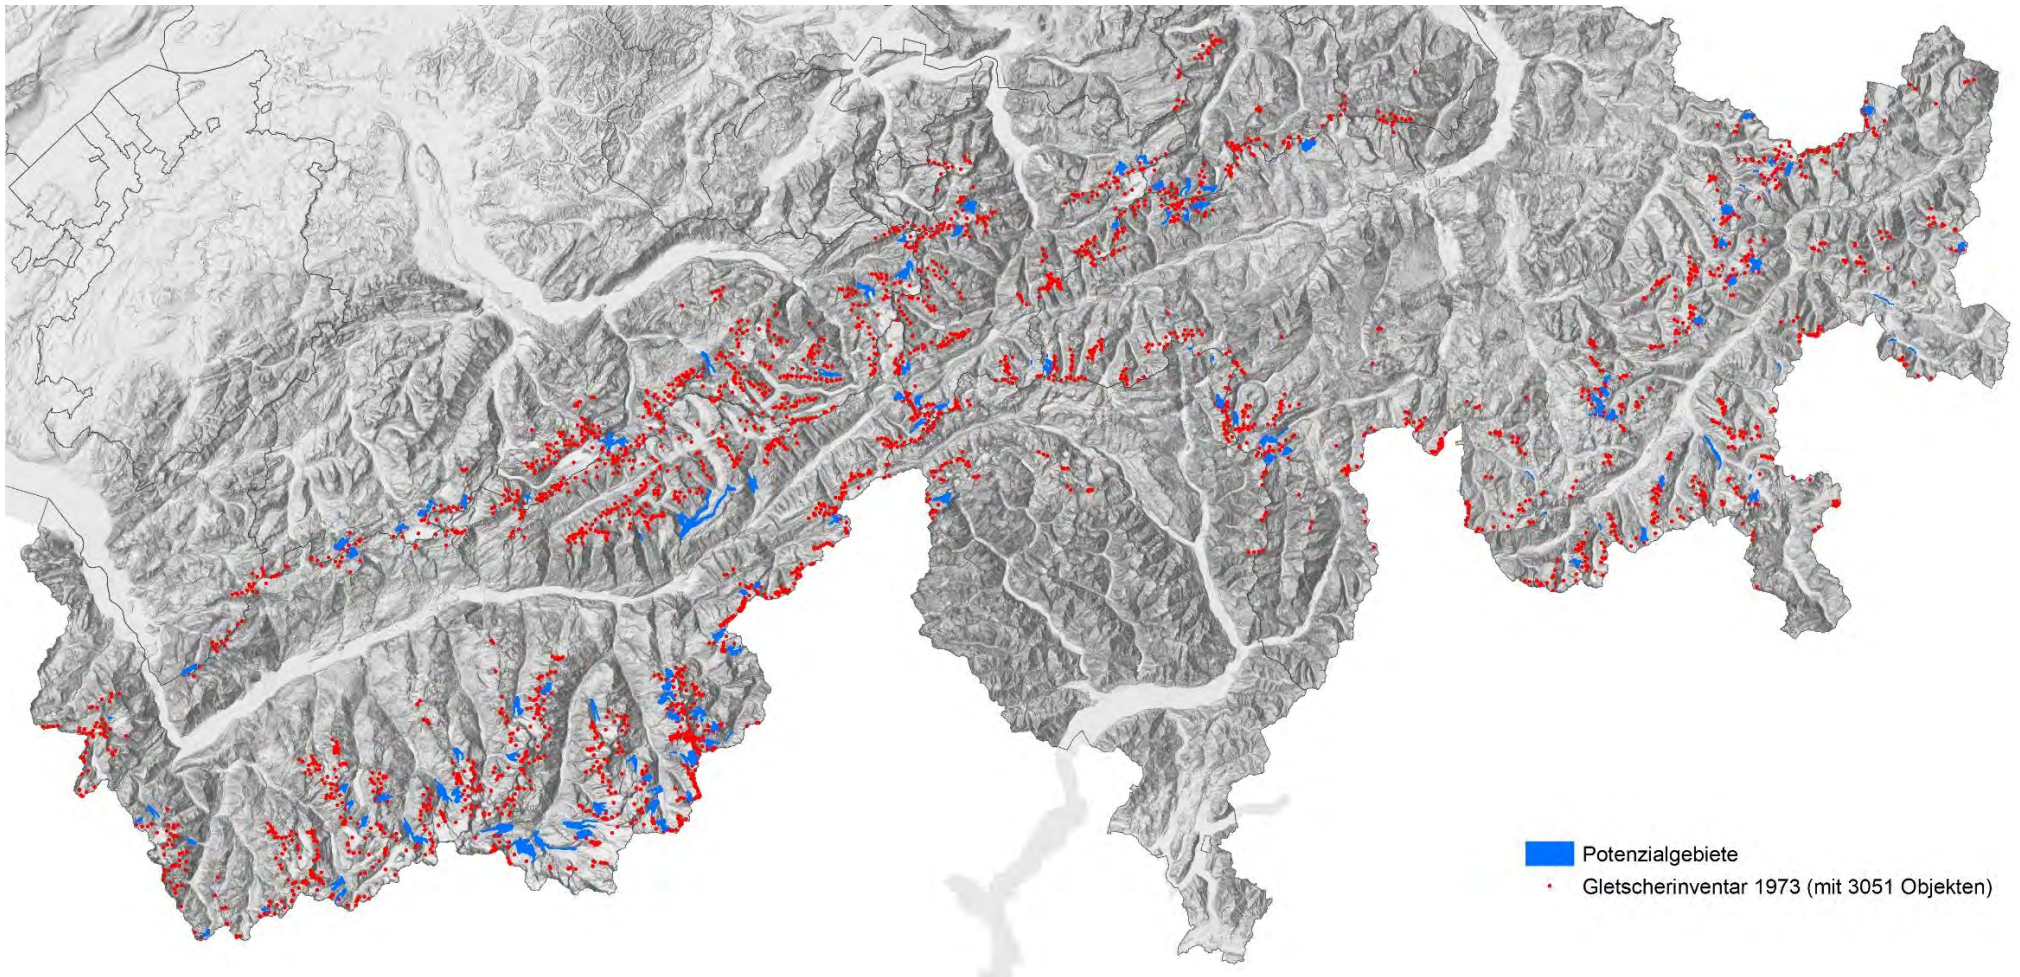 Potenzialgebiete
Gletscherinventar 1973 (mit 3051 Objekten)